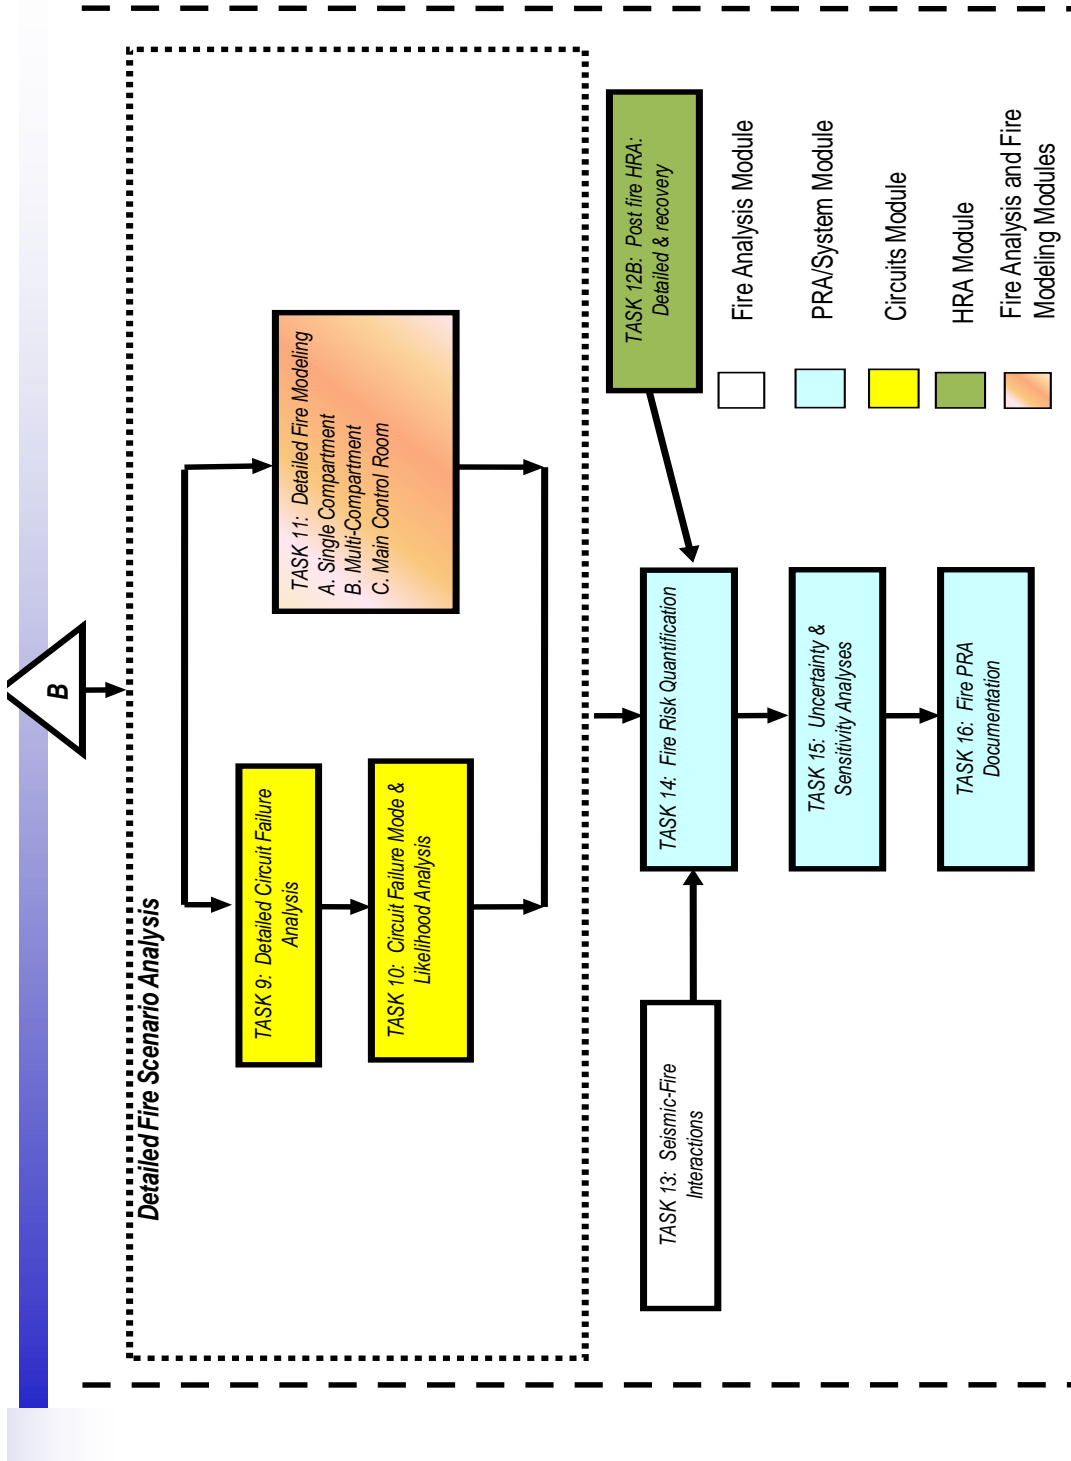 B
Detailed Fire Scenario Analysis
TASK 9: Detailed Circuit Failure
Analysis
TASK 10: Circuit Failure Mode &
Likelihood Analysis
TASK 11: Detailed Fire Modeling
A. Single Compartment
B. Multi-Compartment
C. Main Control Room
TASK 13: Seismic-Fire
Interactions
TASK 14: Fire Risk Quantification
TASK 12B: Post fire HRA:
Detailed & recovery
TASK 15: Uncertainty &
Sensitivity Analyses
TASK 16: Fire PRA
Documentation
Fire Analysis Module
PRA/System Module
Circuits Module
HRA Module
Fire Analysis and Fire
Modeling Modules